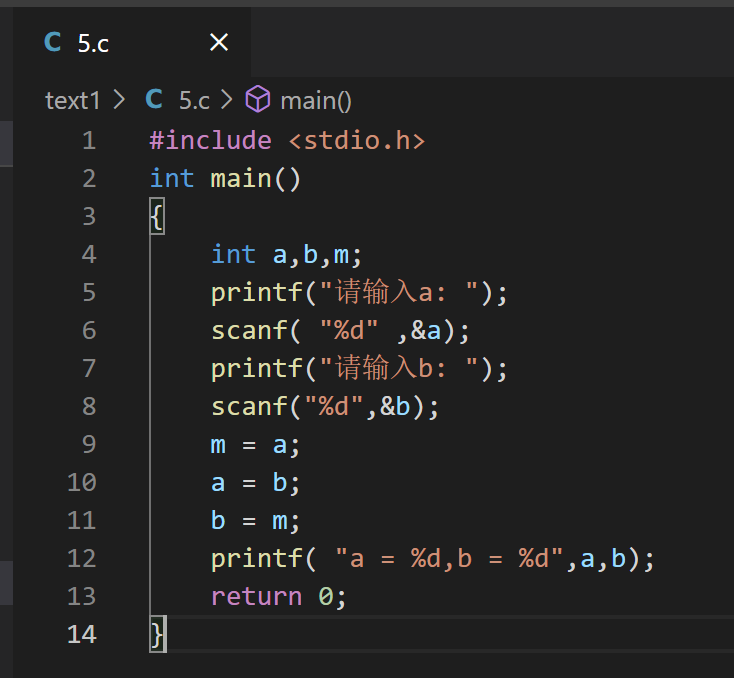 C 5.c ×
text1 > C 5.c > main()
1 #include <stdio.h>
2 int main()
3 {
4     int a,b,m;
5     printf("请输入a: ");
6     scanf( "%d" ,&a);
7     printf("请输入b: ");
8     scanf("%d",&b);
9     m = a;
10     a = b;
11     b = m;
12     printf( "a = %d,b = %d",a,b);
13     return 0;
14 }